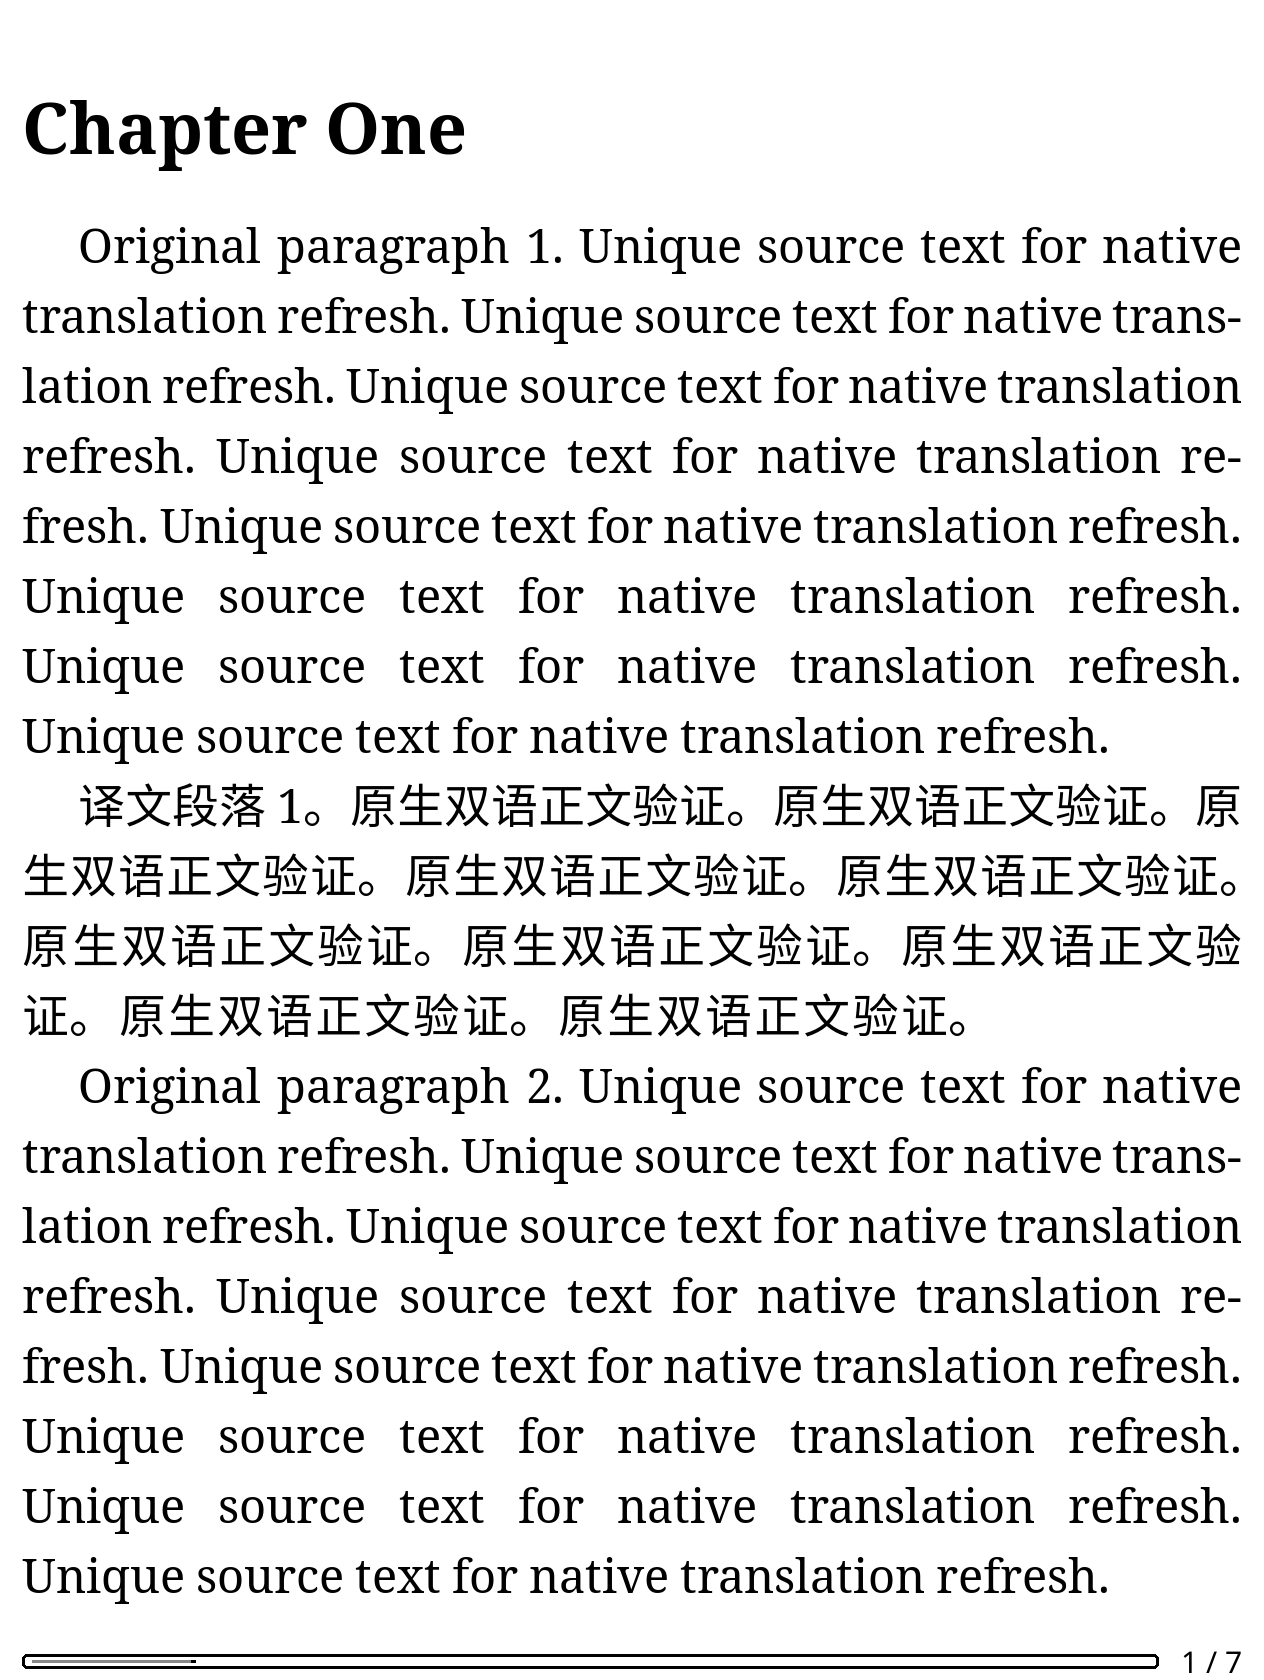 Chapter One
Original paragraph 1. Unique source text for native
translation refresh. Unique source text for native trans-
lation refresh. Unique source text for native translation
refresh. Unique source text for native translation re-
fresh. Unique source text for native translation refresh.
Unique source text for native translation refresh.
Unique source text for native translation refresh.
Unique source text for native translation refresh.
译文段落 1。原生双语正文验证。原生双语正文验证。原
生双语正文验证。原生双语正文验证。原生双语正文验证。
原生双语正文验证。原生双语正文验证。原生双语正文验
证。原生双语正文验证。原生双语正文验证。
Original paragraph 2. Unique source text for native
translation refresh. Unique source text for native trans-
lation refresh. Unique source text for native translation
refresh. Unique source text for native translation re-
fresh. Unique source text for native translation refresh.
Unique source text for native translation refresh.
Unique source text for native translation refresh.
Unique source text for native translation refresh.
1 / 7